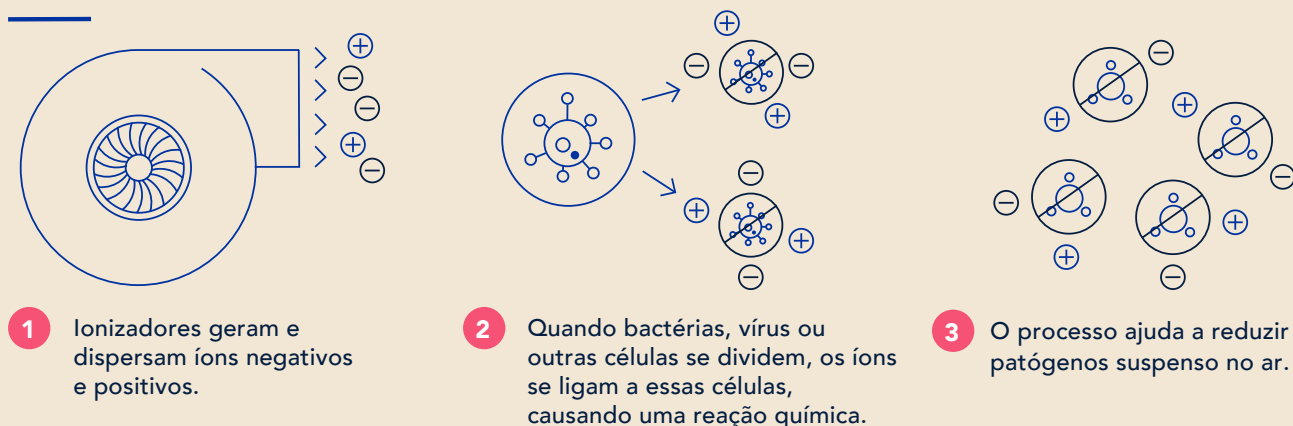 1
Ionizadores geram e
dispersam íons negativos
e positivos.
2
Quando bactérias, vírus ou
outras células se dividem, os íons
se ligam a essas células,
causando uma reação química.
3
O processo ajuda a reduzir
patógenos suspenso no ar.